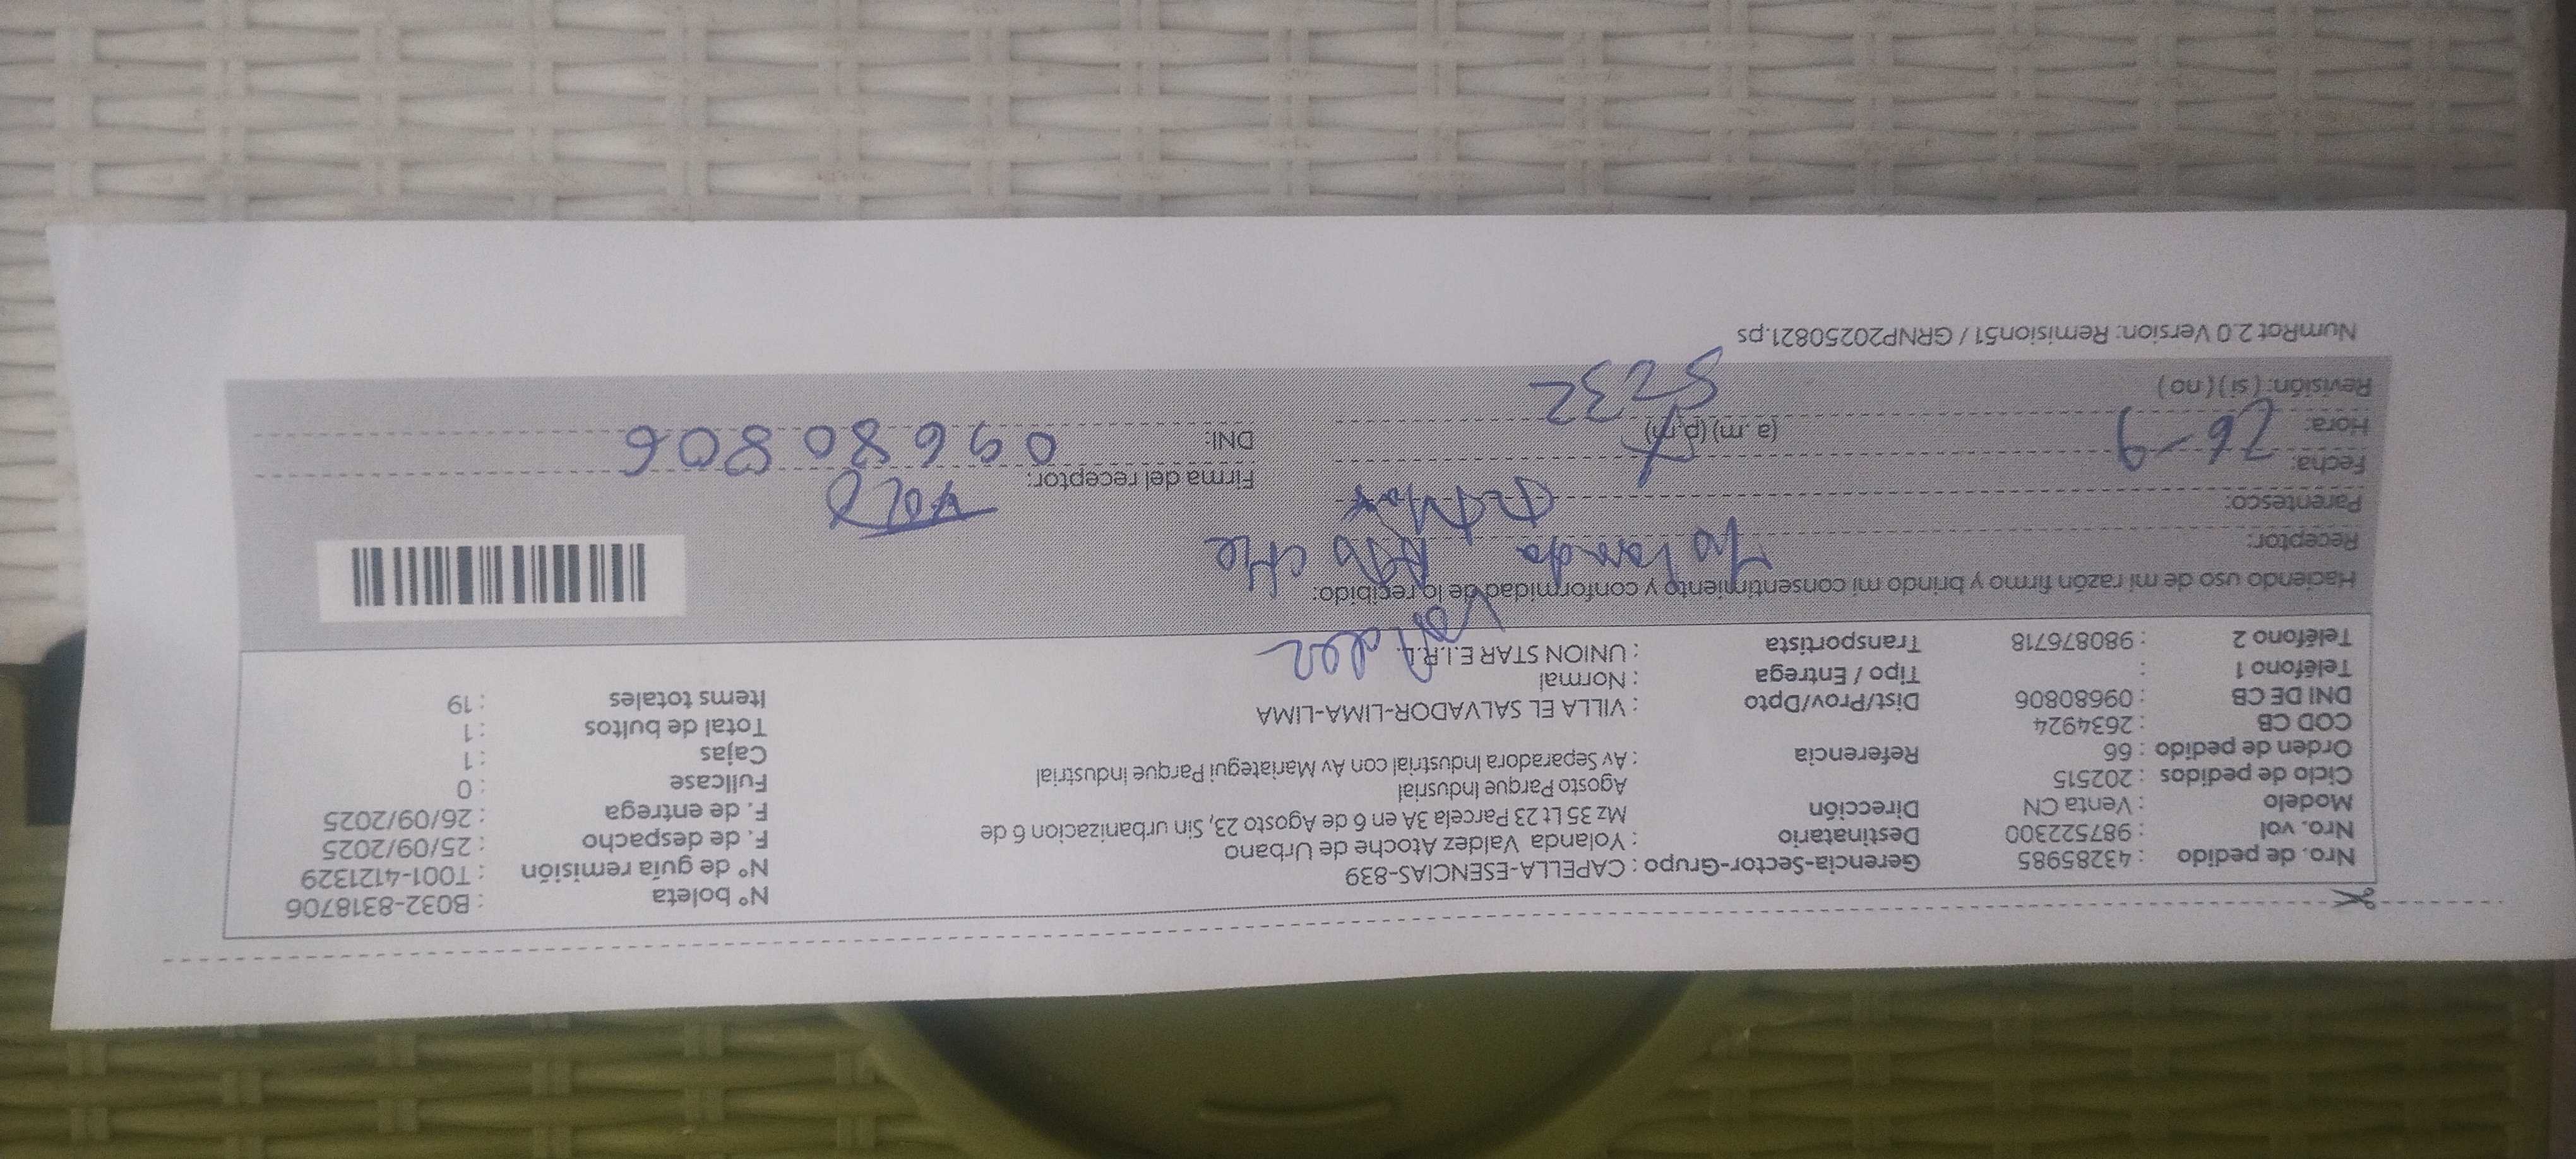 Nro. de pedido : 43285985 Gerencia-Sector-Grupo : CAPELLA-ESENCIAS-839 N° boleta : B032-8318706
Nro. vol : 987522300 Destinatario : Yolanda Valdez Atoche de Urbano N° de guía remisión : T001-4121329
Modelo : Venta CN Dirección Mz 35 Lt 23 Parcela 3A en 6 de Agosto 23, Sin urbanizacion 6 de F. de despacho : 25/09/2025
Ciclo de pedidos : 202515 Agosto Parque Indusrial F. de entrega : 26/09/2025
Orden de pedido : 66 Referencia : Av Separadora Industrial con Av Mariategui Parque industrial Fullcase : 0
COD CB : 2634924 Cajas : 1
DNI DE CB : 09680806 Dist/Prov/Dpto : VILLA EL SALVADOR-LIMA-LIMA Total de bultos : 1
Teléfono 1 : Tipo / Entrega : Normal Items totales : 19
Teléfono 2 : 980876718 Transportista : UNION STAR E.I.R.L.
Valdez
Haciendo uso de mi razón firmo y brindo mi consentimiento y conformidad de lo recibido:
Receptor: Yolanda
Parentesco:
Fecha: 26-9 Firma del receptor:
Hora: (a. m) (p.m) DNI: 09680806
Revisión: ( si ) ( no ) 5232
NumRot 2.0 Version: Remision51 / GRNP20250821.ps